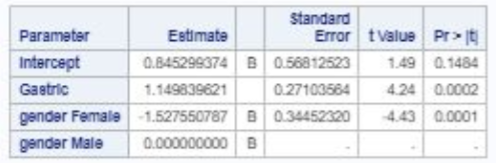 Parameter Estimate Standard Error t Value Pr > |t|
Intercept 0.845299374 B 0.56812523 1.49 0.1484
Gastric 1.149839621 0.27103564 4.24 0.0002
gender Female -1.527550787 B 0.34452320 -4.43 0.0001
gender Male 0.000000000 B . . .